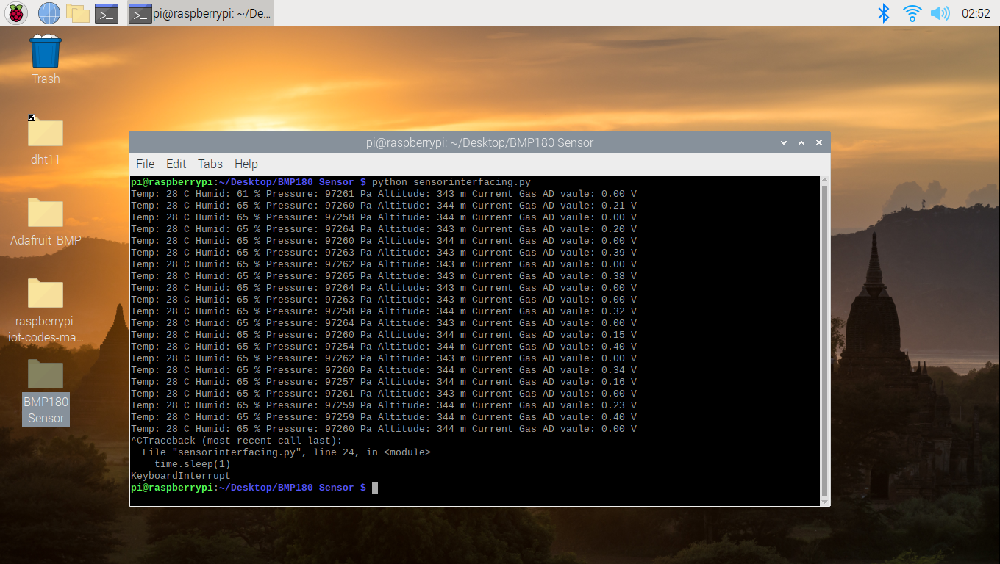 pi@raspberrypi: ~/De...
02:52
Trash
dht11
Adafruit_BMP
raspberrypi-
iot-codes-ma...
BMP180
Sensor
pi@raspberrypi: ~/Desktop/BMP180 Sensor
File Edit Tabs Help
pi@raspberrypi:~/Desktop/BMP180 Sensor $ python sensorinterfacing.py
Temp: 28 C Humid: 61 % Pressure: 97261 Pa Altitude: 343 m Current Gas AD vaule: 0.00 V
Temp: 28 C Humid: 65 % Pressure: 97260 Pa Altitude: 344 m Current Gas AD vaule: 0.21 V
Temp: 28 C Humid: 65 % Pressure: 97258 Pa Altitude: 343 m Current Gas AD vaule: 0.00 V
Temp: 28 C Humid: 65 % Pressure: 97264 Pa Altitude: 344 m Current Gas AD vaule: 0.20 V
Temp: 28 C Humid: 65 % Pressure: 97260 Pa Altitude: 344 m Current Gas AD vaule: 0.00 V
Temp: 28 C Humid: 65 % Pressure: 97263 Pa Altitude: 344 m Current Gas AD vaule: 0.39 V
Temp: 28 C Humid: 65 % Pressure: 97262 Pa Altitude: 343 m Current Gas AD vaule: 0.00 V
Temp: 28 C Humid: 65 % Pressure: 97265 Pa Altitude: 343 m Current Gas AD vaule: 0.38 V
Temp: 28 C Humid: 65 % Pressure: 97264 Pa Altitude: 343 m Current Gas AD vaule: 0.00 V
Temp: 28 C Humid: 65 % Pressure: 97263 Pa Altitude: 343 m Current Gas AD vaule: 0.00 V
Temp: 28 C Humid: 65 % Pressure: 97258 Pa Altitude: 343 m Current Gas AD vaule: 0.32 V
Temp: 28 C Humid: 65 % Pressure: 97264 Pa Altitude: 343 m Current Gas AD vaule: 0.00 V
Temp: 28 C Humid: 65 % Pressure: 97260 Pa Altitude: 344 m Current Gas AD vaule: 0.15 V
Temp: 28 C Humid: 65 % Pressure: 97254 Pa Altitude: 344 m Current Gas AD vaule: 0.40 V
Temp: 28 C Humid: 65 % Pressure: 97262 Pa Altitude: 343 m Current Gas AD vaule: 0.00 V
Temp: 28 C Humid: 65 % Pressure: 97260 Pa Altitude: 344 m Current Gas AD vaule: 0.34 V
Temp: 28 C Humid: 65 % Pressure: 97257 Pa Altitude: 344 m Current Gas AD vaule: 0.16 V
Temp: 28 C Humid: 65 % Pressure: 97261 Pa Altitude: 343 m Current Gas AD vaule: 0.00 V
Temp: 28 C Humid: 65 % Pressure: 97259 Pa Altitude: 344 m Current Gas AD vaule: 0.23 V
Temp: 28 C Humid: 65 % Pressure: 97259 Pa Altitude: 344 m Current Gas AD vaule: 0.40 V
Temp: 28 C Humid: 65 % Pressure: 97260 Pa Altitude: 344 m Current Gas AD vaule: 0.00 V
^CTraceback (most recent call last):
  File "sensorinterfacing.py", line 24, in <module>
    time.sleep(1)
KeyboardInterrupt
pi@raspberrypi:~/Desktop/BMP180 Sensor $